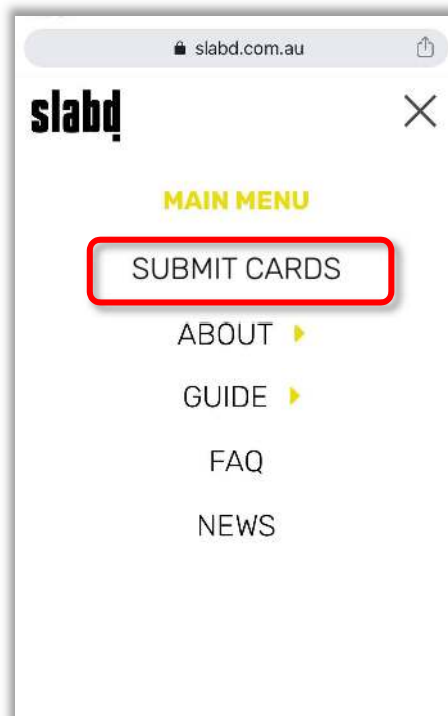 slabd.com.au
slabd
MAIN MENU
SUBMIT CARDS
ABOUT
GUIDE
FAQ
NEWS